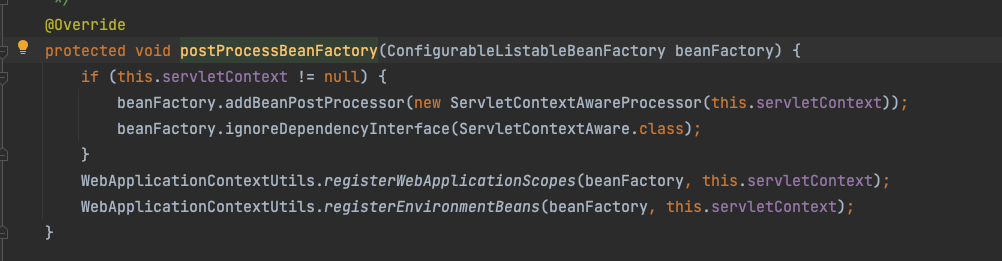 */
@Override
protected void postProcessBeanFactory(ConfigurableListableBeanFactory beanFactory) {
if (this.servletContext != null) {
beanFactory.addBeanPostProcessor(new ServletContextAwareProcessor(this.servletContext));
beanFactory.ignoreDependencyInterface(ServletContextAware.class);
}
WebApplicationContextUtils.registerWebApplicationScopes(beanFactory, this.servletContext);
WebApplicationContextUtils.registerEnvironmentBeans(beanFactory, this.servletContext);
}